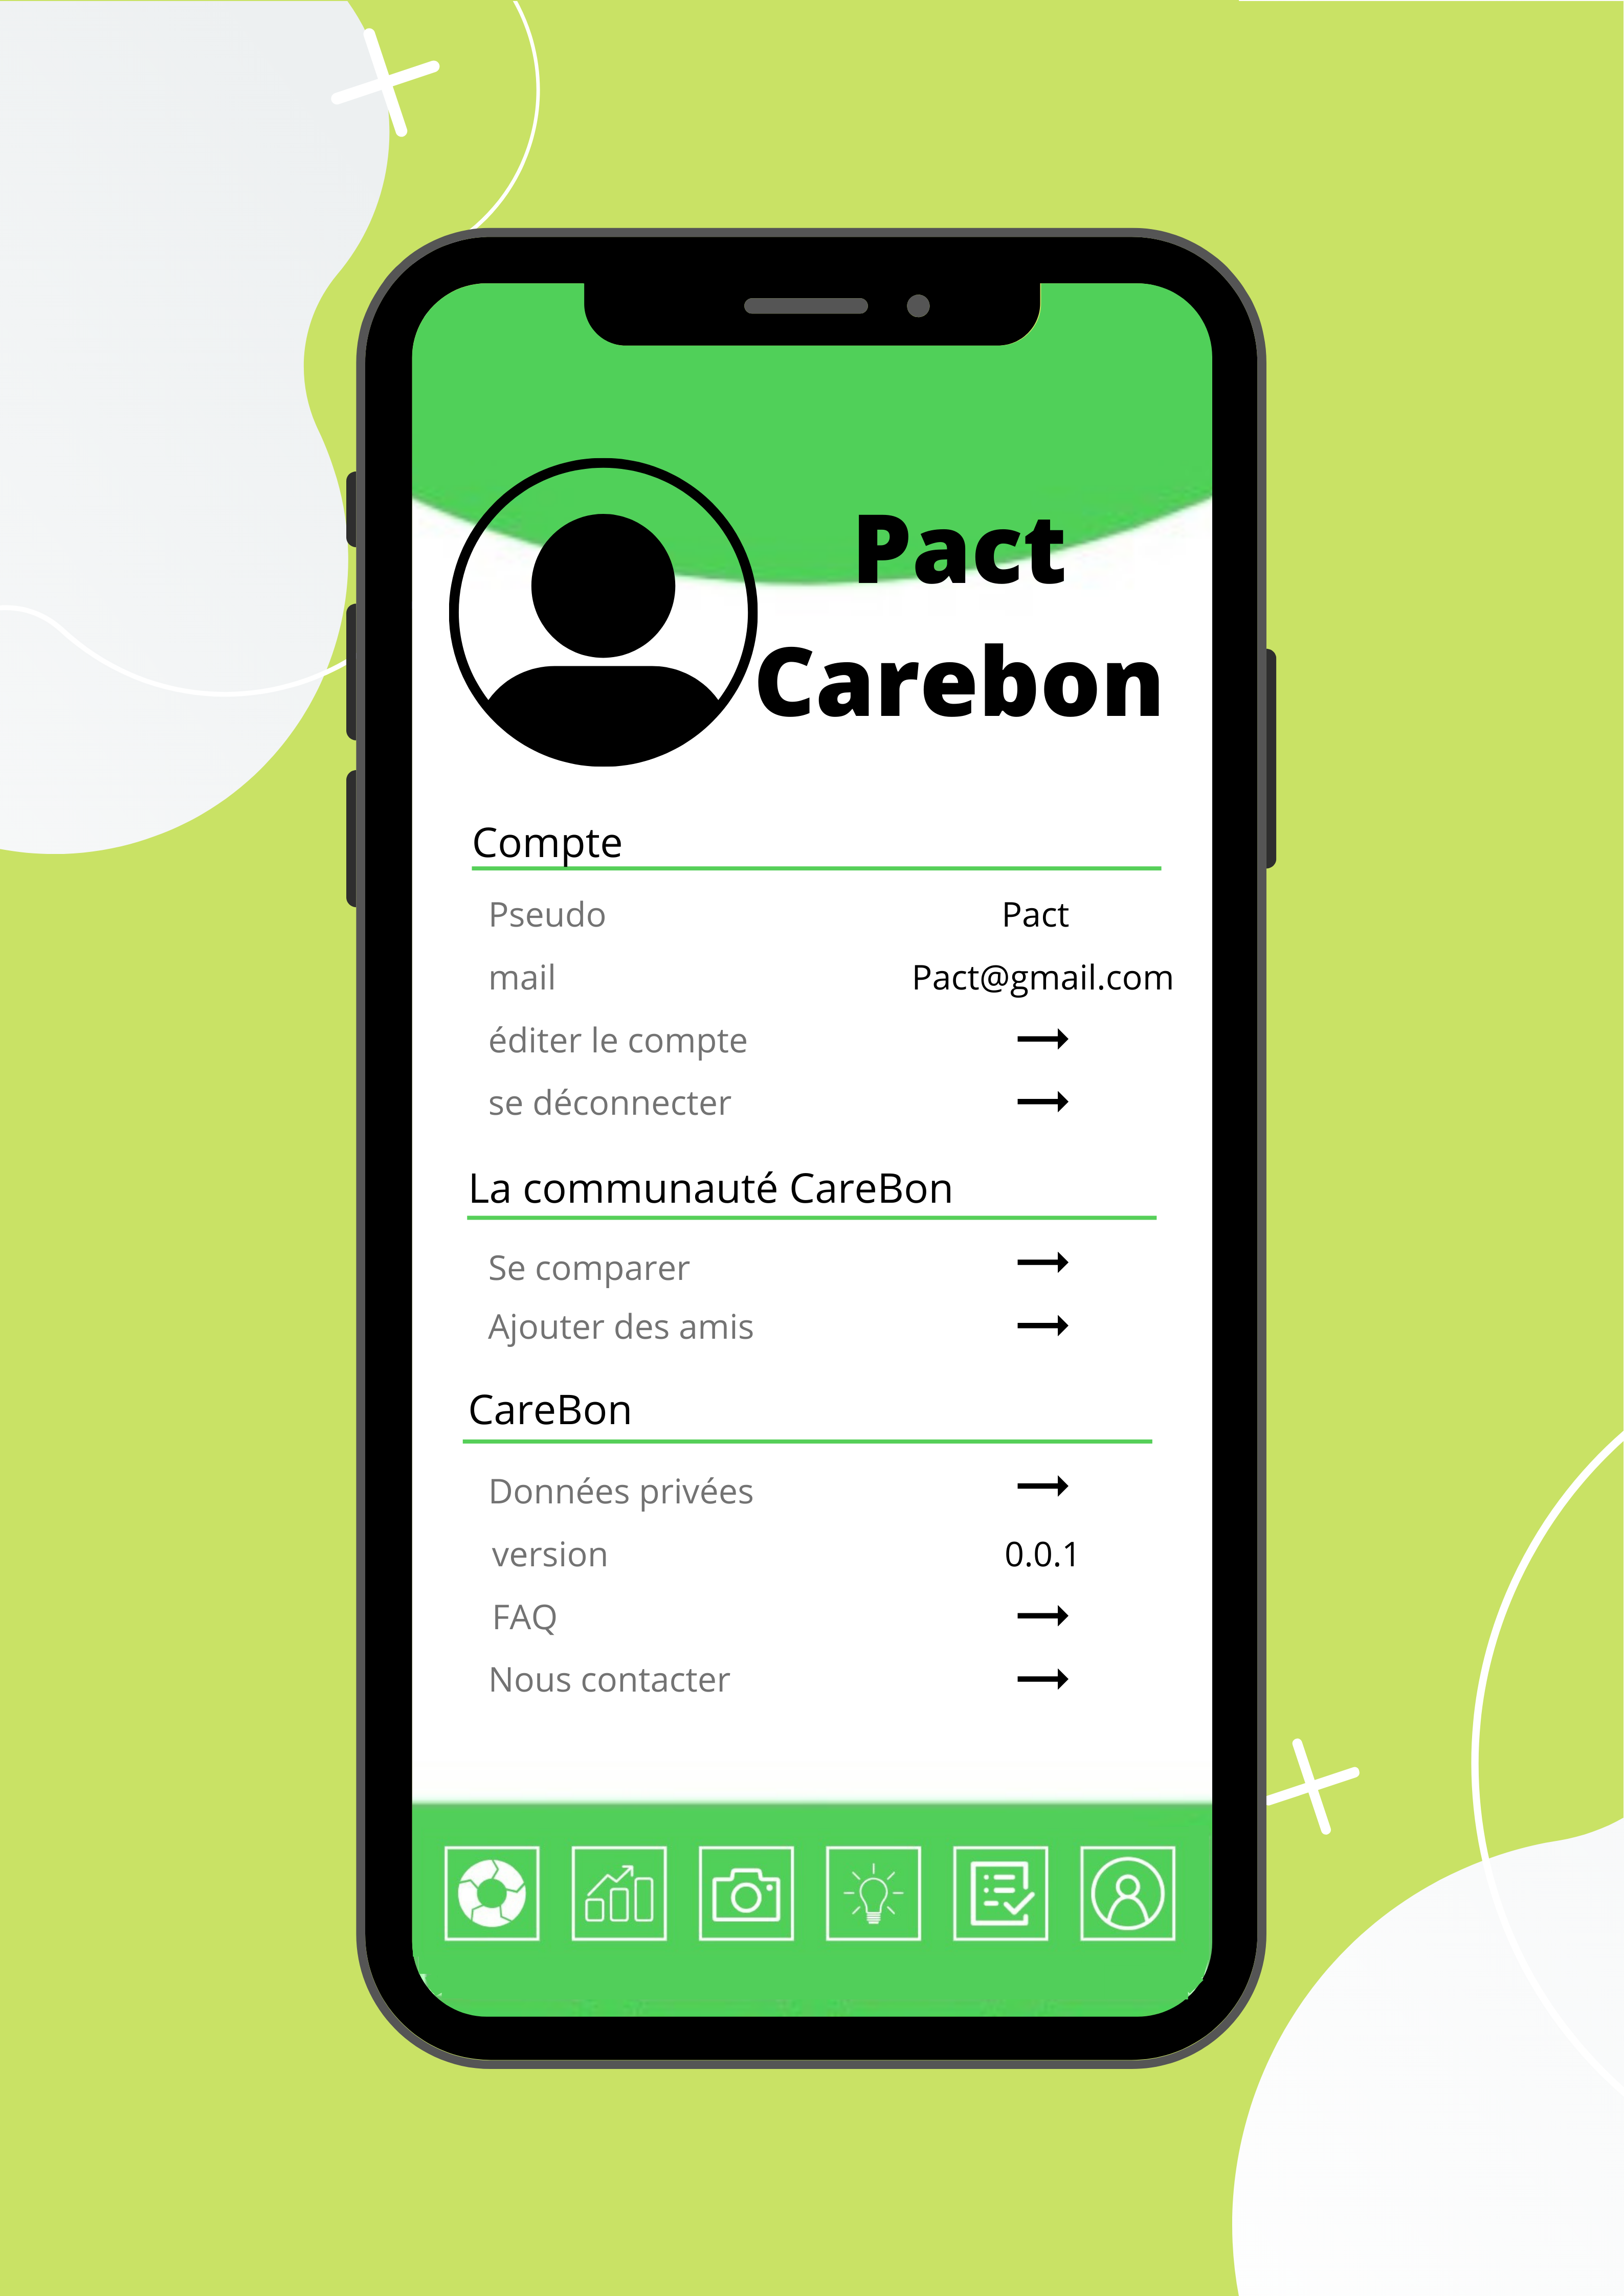 Pact
Carebon
Compte
Pseudo Pact
mail Pact@gmail.com
éditer le compte
se déconnecter
La communauté CareBon
Se comparer
Ajouter des amis
CareBon
Données privées
version 0.0.1
FAQ
Nous contacter